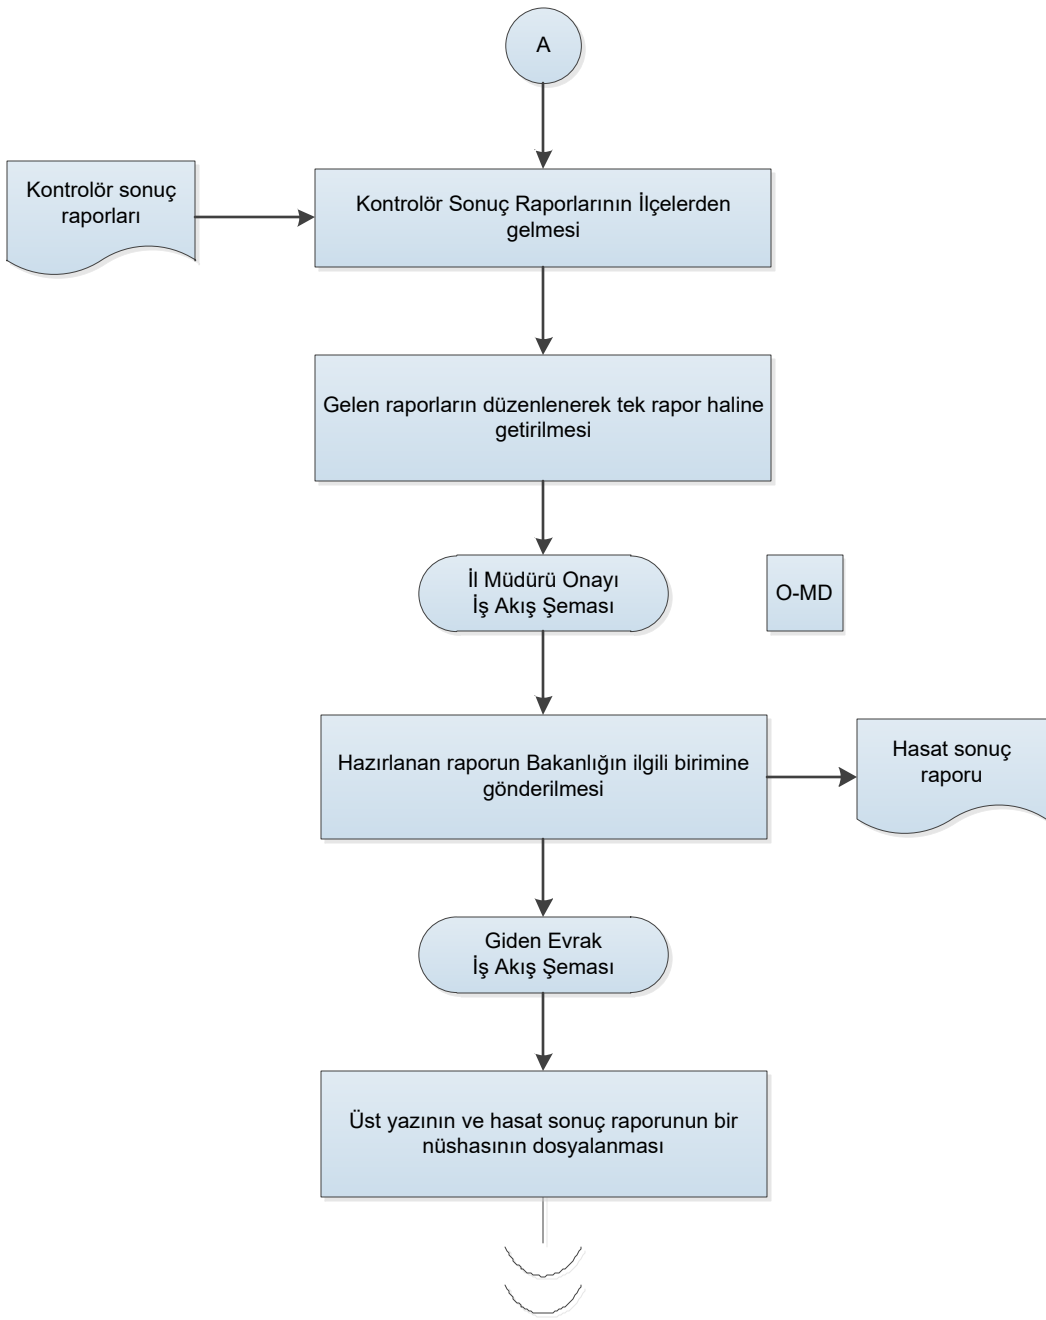 A
Kontrolör sonuç
raporları
Kontrolör Sonuç Raporlarının İlçelerden
gelmesi
Gelen raporların düzenlenerek tek rapor haline
getirilmesi
İl Müdürü Onayı
İş Akış Şeması
O-MD
Hazırlanan raporun Bakanlığın ilgili birimine
gönderilmesi
Hasat sonuç
raporu
Giden Evrak
İş Akış Şeması
Üst yazının ve hasat sonuç raporunun bir
nüshasının dosyalanması